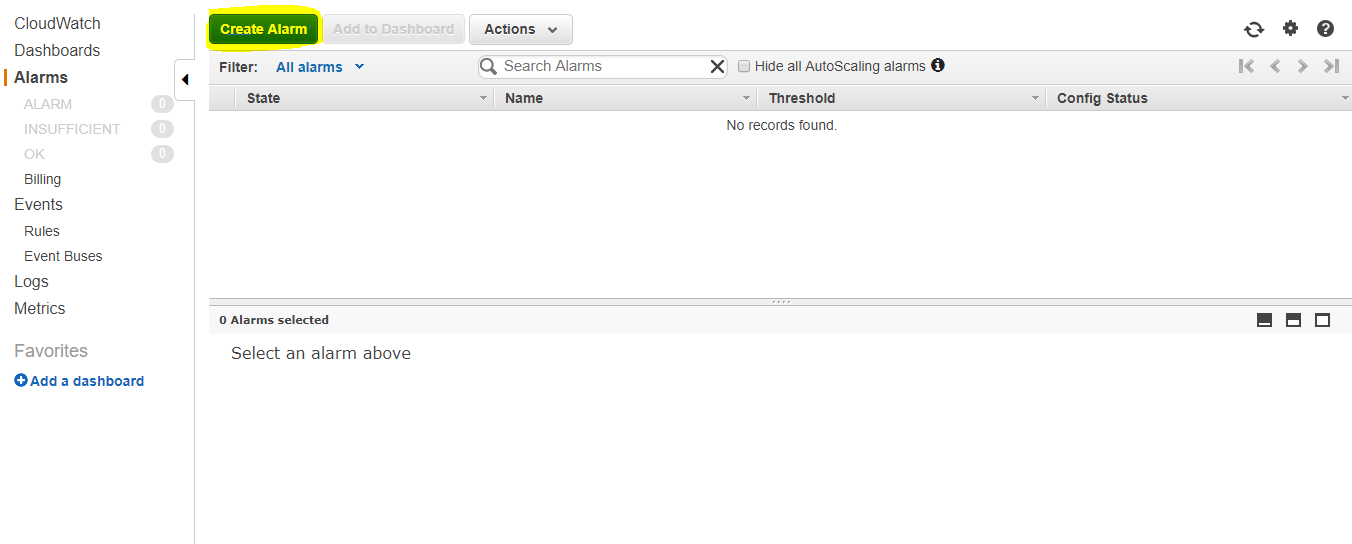 CloudWatch
Dashboards
Alarms
ALARM 0
INSUFFICIENT 0
OK 0
Billing
Events
Rules
Event Buses
Logs
Metrics
Favorites
Add a dashboard
Create Alarm Add to Dashboard Actions
Filter: All alarms Search Alarms Hide all AutoScaling alarms
State Name Threshold Config Status
No records found.
0 Alarms selected
Select an alarm above